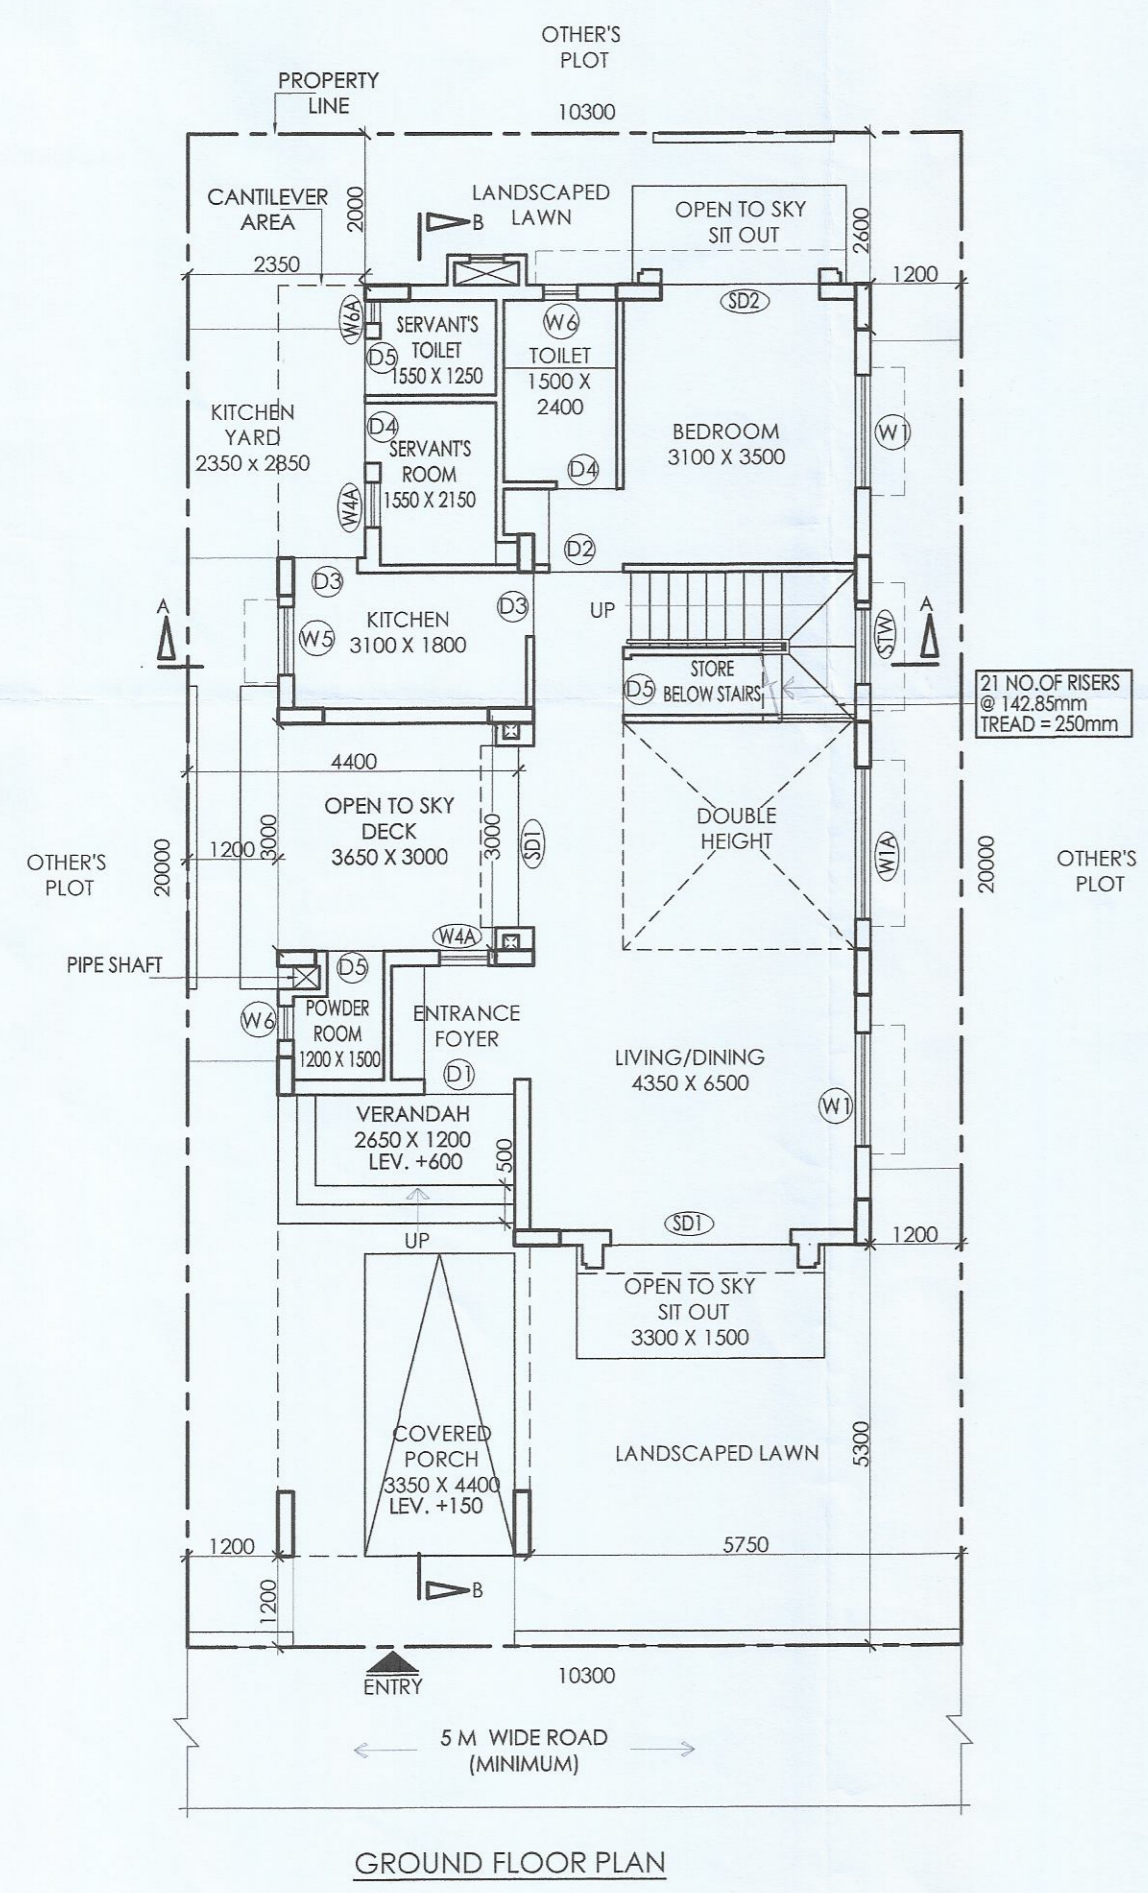 OTHER'S
PLOT
PROPERTY
LINE
10300
CANTILEVER
AREA
2000
LANDSCAPED
LAWN
B
OPEN TO SKY
SIT OUT
2600
2350
1200
W6A
SERVANT'S
TOILET
1550 X 1250
D5
W6
TOILET
1500 X
2400
SD2
KITCHEN
YARD
2350 x 2850
D4
SERVANT'S
ROOM
1550 X 2150
W4A
D4
BEDROOM
3100 X 3500
W1
D2
D3
KITCHEN
3100 X 1800
W5
D3
UP
A
A
STW
STORE
BELOW STAIRS
D5
21 NO.OF RISERS
@ 142.85mm
TREAD = 250mm
4400
OPEN TO SKY
DECK
3650 X 3000
1200
3000
3000
SD1
DOUBLE
HEIGHT
W1A
OTHER'S
PLOT
20000
20000
OTHER'S
PLOT
W4A
PIPE SHAFT
D5
W6
POWDER
ROOM
1200 X 1500
ENTRANCE
FOYER
D1
LIVING/DINING
4350 X 6500
W1
VERANDAH
2650 X 1200
LEV. +600
500
UP
SD1
1200
OPEN TO SKY
SIT OUT
3300 X 1500
COVERED
PORCH
3350 X 4400
LEV. +150
LANDSCAPED LAWN
5300
1200
5750
1200
B
ENTRY
10300
5 M WIDE ROAD
(MINIMUM)
GROUND FLOOR PLAN